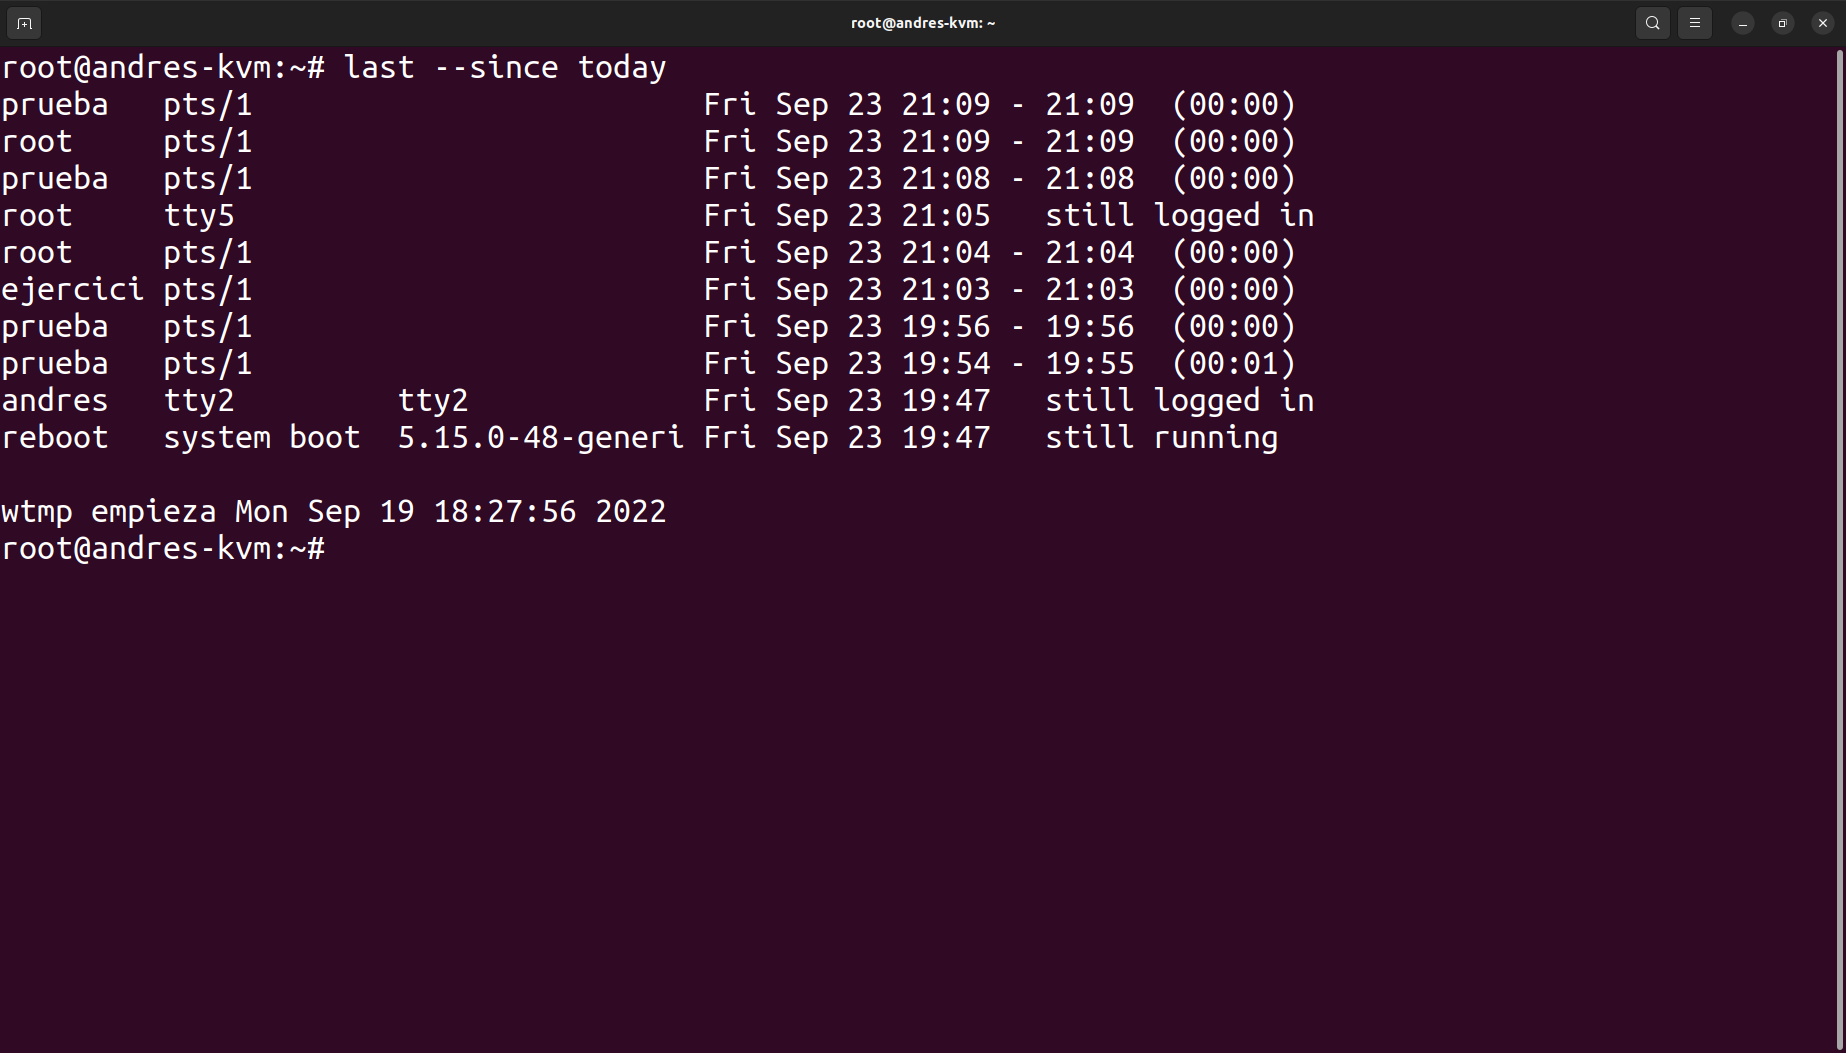 root@andres-kvm: ~
root@andres-kvm:~# last --since today
prueba   pts/1                         Fri Sep 23 21:09 - 21:09  (00:00)
root     pts/1                         Fri Sep 23 21:09 - 21:09  (00:00)
prueba   pts/1                         Fri Sep 23 21:08 - 21:08  (00:00)
root     tty5                          Fri Sep 23 21:05   still logged in
root     pts/1                         Fri Sep 23 21:04 - 21:04  (00:00)
ejercici pts/1                         Fri Sep 23 21:03 - 21:03  (00:00)
prueba   pts/1                         Fri Sep 23 19:56 - 19:56  (00:00)
prueba   pts/1                         Fri Sep 23 19:54 - 19:55  (00:01)
andres   tty2         tty2             Fri Sep 23 19:47   still logged in
reboot   system boot  5.15.0-48-generi Fri Sep 23 19:47   still running
wtmp empieza Mon Sep 19 18:27:56 2022
root@andres-kvm:~#